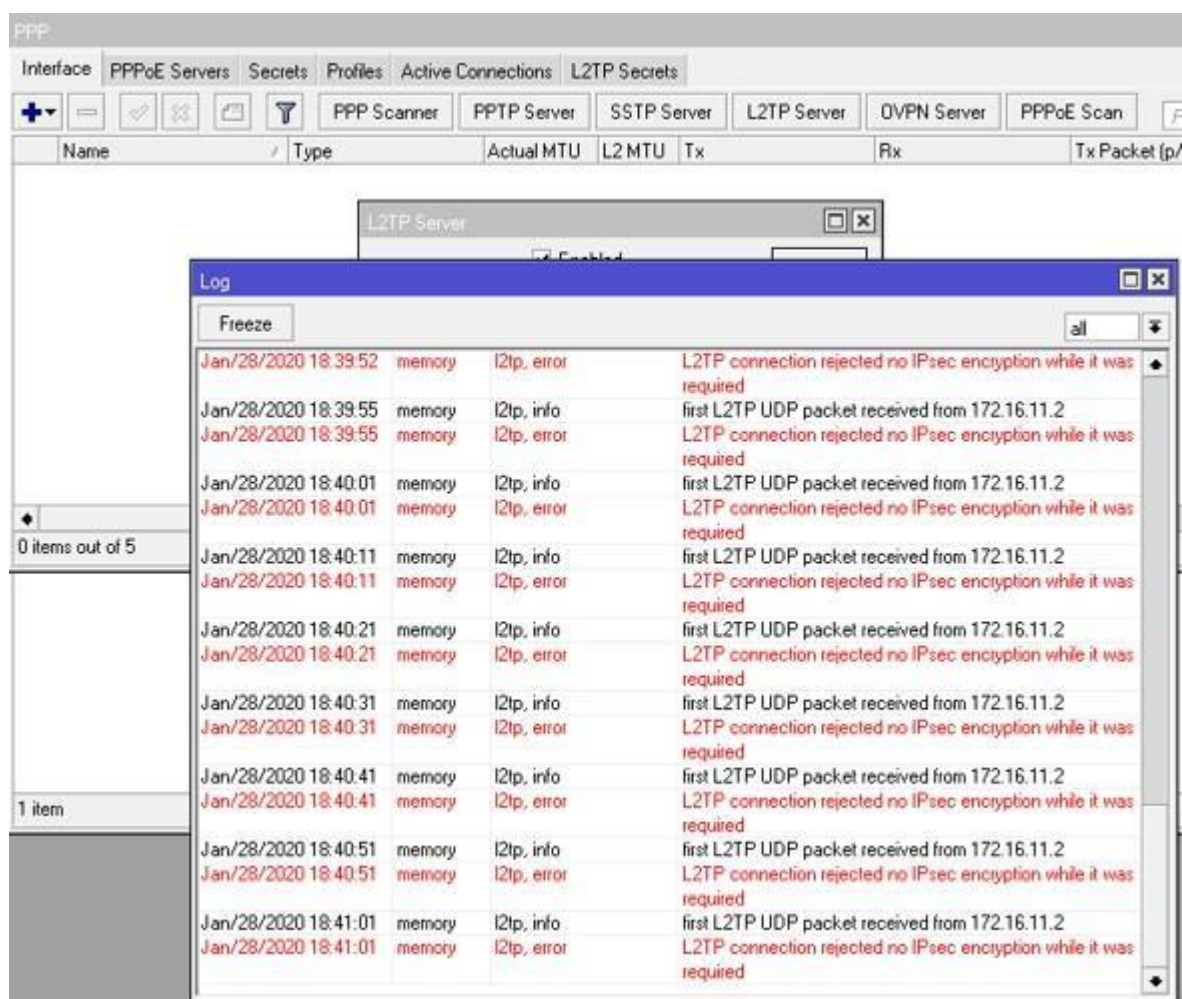 PPP
Interface PPPoE Servers Secrets Profiles Active Connections L2TP Secrets
PPP Scanner PPTP Server SSTP Server L2TP Server OVPN Server PPPoE Scan
Name / Type Actual MTU L2 MTU Tx Rx Tx Packet (p/
L2TP Server
Enabled
Log
Freeze all
Jan/28/2020 18:39:52 memory l2tp, error L2TP connection rejected no IPsec encryption while it was
required
Jan/28/2020 18:39:55 memory l2tp, info first L2TP UDP packet received from 172.16.11.2
Jan/28/2020 18:39:55 memory l2tp, error L2TP connection rejected no IPsec encryption while it was
required
Jan/28/2020 18:40:01 memory l2tp, info first L2TP UDP packet received from 172.16.11.2
Jan/28/2020 18:40:01 memory l2tp, error L2TP connection rejected no IPsec encryption while it was
required
Jan/28/2020 18:40:11 memory l2tp, info first L2TP UDP packet received from 172.16.11.2
Jan/28/2020 18:40:11 memory l2tp, error L2TP connection rejected no IPsec encryption while it was
required
Jan/28/2020 18:40:21 memory l2tp, info first L2TP UDP packet received from 172.16.11.2
Jan/28/2020 18:40:21 memory l2tp, error L2TP connection rejected no IPsec encryption while it was
required
Jan/28/2020 18:40:31 memory l2tp, info first L2TP UDP packet received from 172.16.11.2
Jan/28/2020 18:40:31 memory l2tp, error L2TP connection rejected no IPsec encryption while it was
required
Jan/28/2020 18:40:41 memory l2tp, info first L2TP UDP packet received from 172.16.11.2
Jan/28/2020 18:40:41 memory l2tp, error L2TP connection rejected no IPsec encryption while it was
required
Jan/28/2020 18:40:51 memory l2tp, info first L2TP UDP packet received from 172.16.11.2
Jan/28/2020 18:40:51 memory l2tp, error L2TP connection rejected no IPsec encryption while it was
required
Jan/28/2020 18:41:01 memory l2tp, info first L2TP UDP packet received from 172.16.11.2
Jan/28/2020 18:41:01 memory l2tp, error L2TP connection rejected no IPsec encryption while it was
required
0 items out of 5
1 item